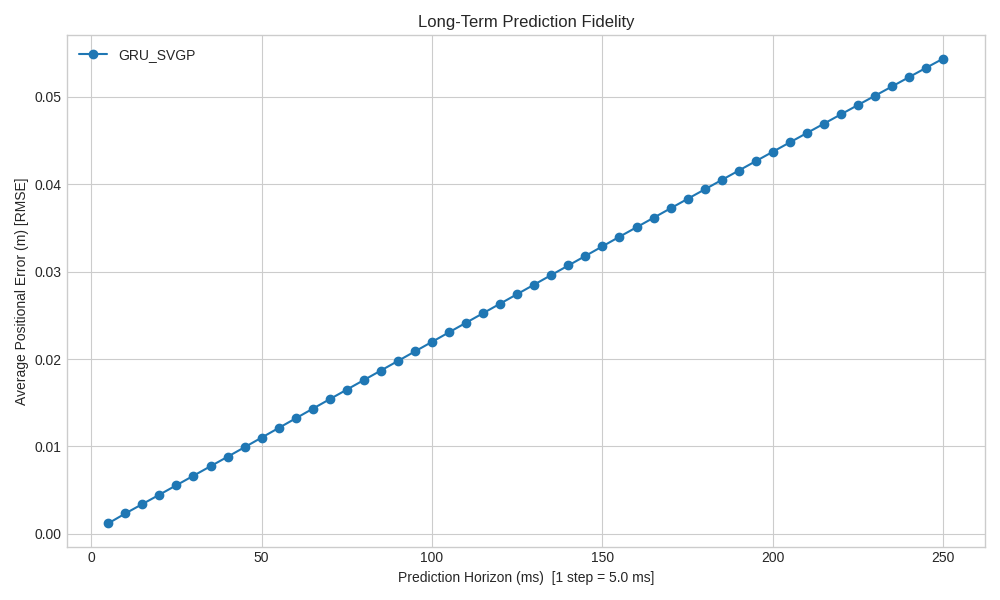 Long-Term Prediction Fidelity
GRU_SVGP
Average Positional Error (m) [RMSE]
0.05
0.04
0.03
0.02
0.01
0.00
0 50 100 150 200 250
Prediction Horizon (ms) [1 step = 5.0 ms]